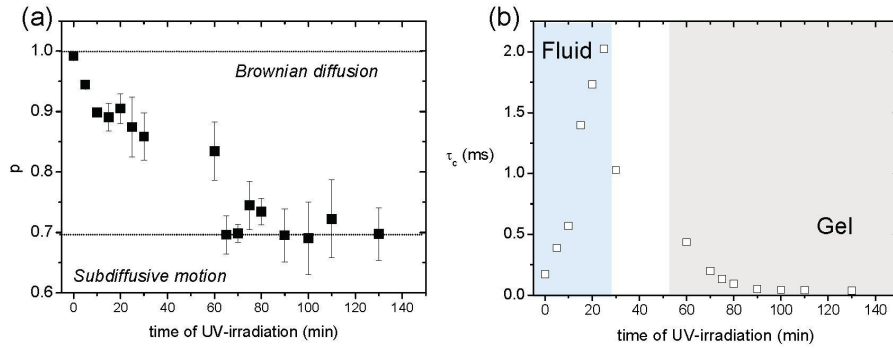 (a)
1.0
0.9
0.8
0.7
0.6
p
Brownian diffusion
Subdiffusive motion
0 20 40 60 80 100 120 140
time of UV-irradiation (min)
(b)
2.0
1.5
1.0
0.5
0.0
τc (ms)
Fluid
Gel
0 20 40 60 80 100 120 140
time of UV-irradiation (min)